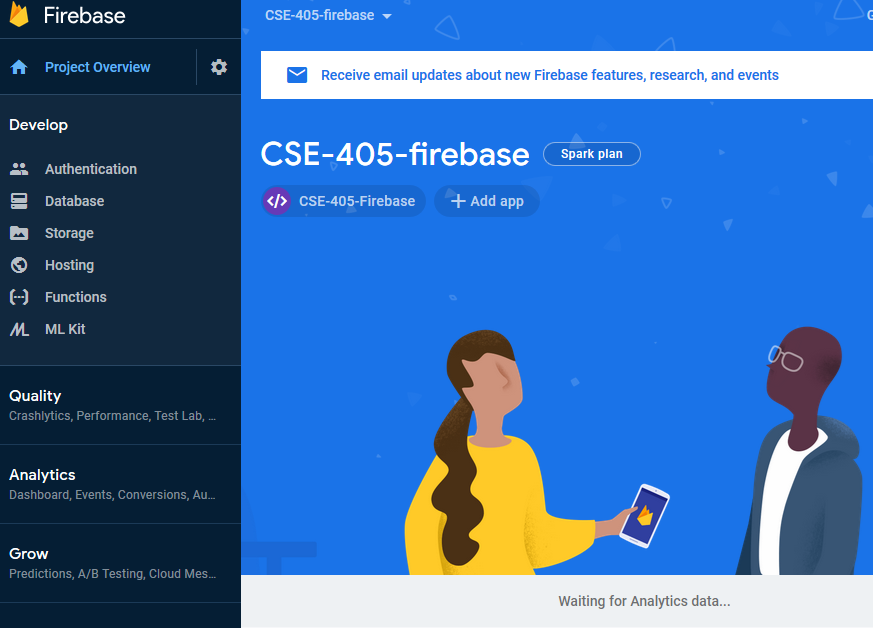 Firebase
Project Overview
Develop
Authentication
Database
Storage
Hosting
Functions
ML Kit
Quality
Crashlytics, Performance, Test Lab, ...
Analytics
Dashboard, Events, Conversions, Au...
Grow
Predictions, A/B Testing, Cloud Mes...
CSE-405-firebase
Receive email updates about new Firebase features, research, and events
CSE-405-firebase Spark plan
CSE-405-Firebase + Add app
Waiting for Analytics data...